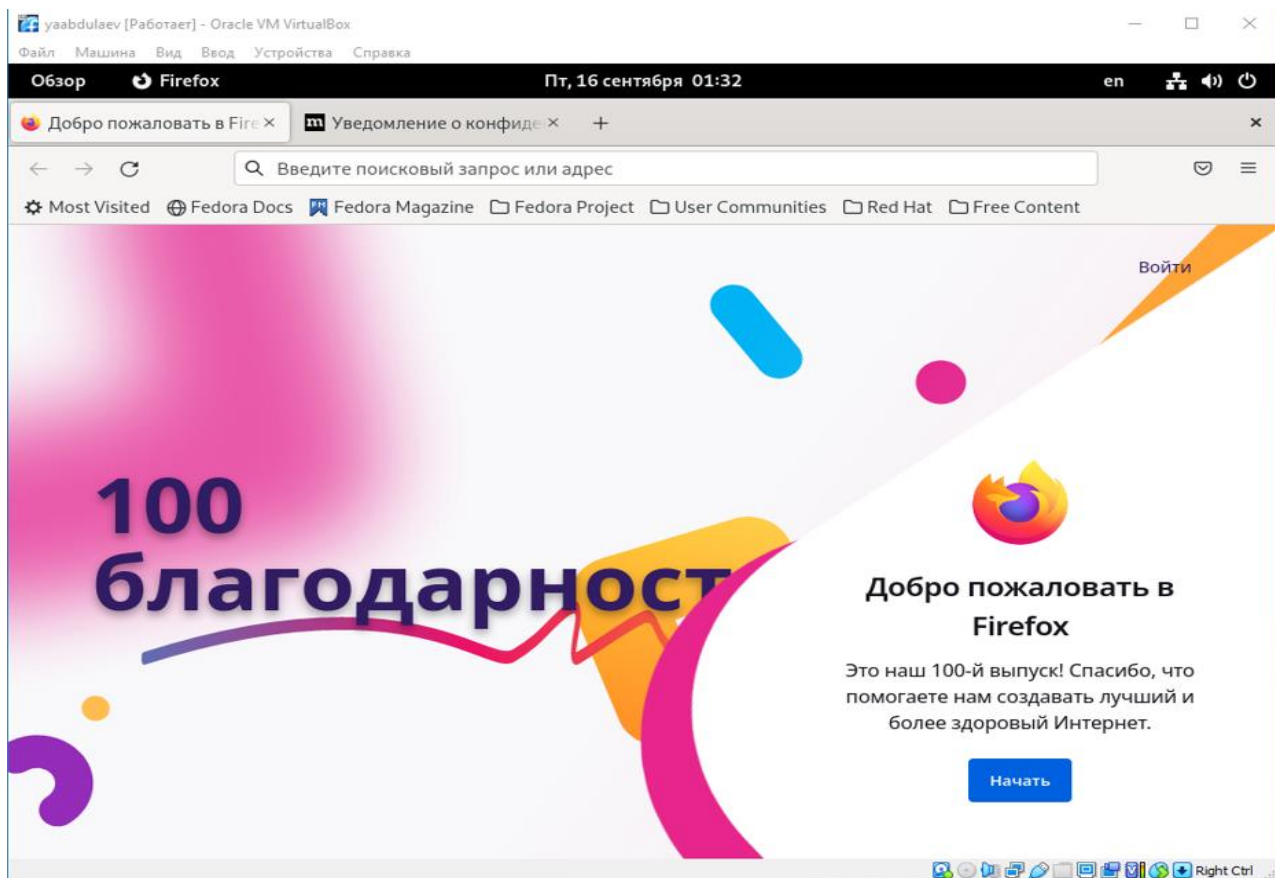 yaabdulaev [Работает] - Oracle VM VirtualBox
Файл Машина Вид Ввод Устройства Справка
Обзор Firefox Пт, 16 сентября 01:32 en
Добро пожаловать в Fire Уведомление о конфиде
Введите поисковый запрос или адрес
Most Visited Fedora Docs Fedora Magazine Fedora Project User Communities Red Hat Free Content
Войти
100
благодарност
Добро пожаловать в
Firefox
Это наш 100-й выпуск! Спасибо, что
помогаете нам создавать лучший и
более здоровый Интернет.
Начать
Right Ctrl